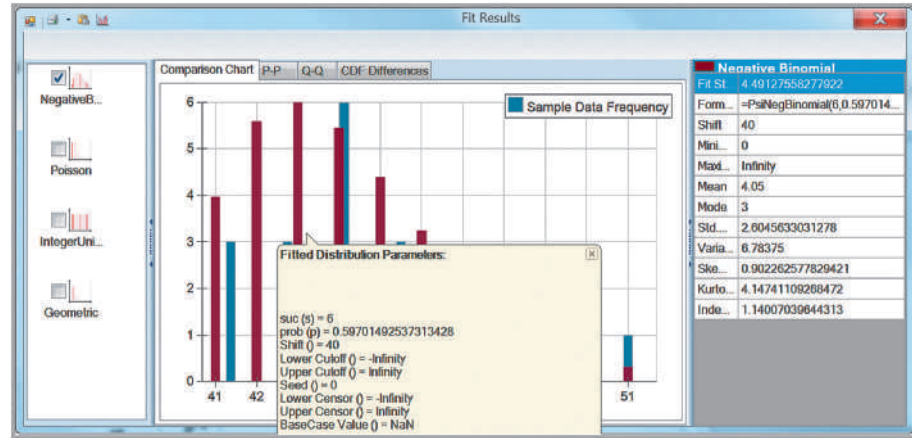 Fit Results
Comparison Chart P-P Q-Q CDF Differences
NegativeB...
Poisson
IntegerUni...
Geometric
Sample Data Frequency
6
5
4
3
2
1
0
41 42 51
Fitted Distribution Parameters:
suc (s) = 6
prob (p) = 0.59701492537313428
Shift () = 40
Lower Cutoff () = -Infinity
Upper Cutoff () = Infinity
Seed () = 0
Lower Censor () = -Infinity
Upper Censor () = Infinity
BaseCase Value () = NaN
Negative Binomial
Fit St. 4.49127558277922
Form... =PsiNegBinomial(6,0.597014...
Shift 40
Mini... 0
Maxi... Infinity
Mean 4.05
Mode 3
Std.... 2.6045633031278
Varia... 6.78375
Ske... 0.902262577829421
Kurto... 4.14741109268472
Inde... 1.14007039644313